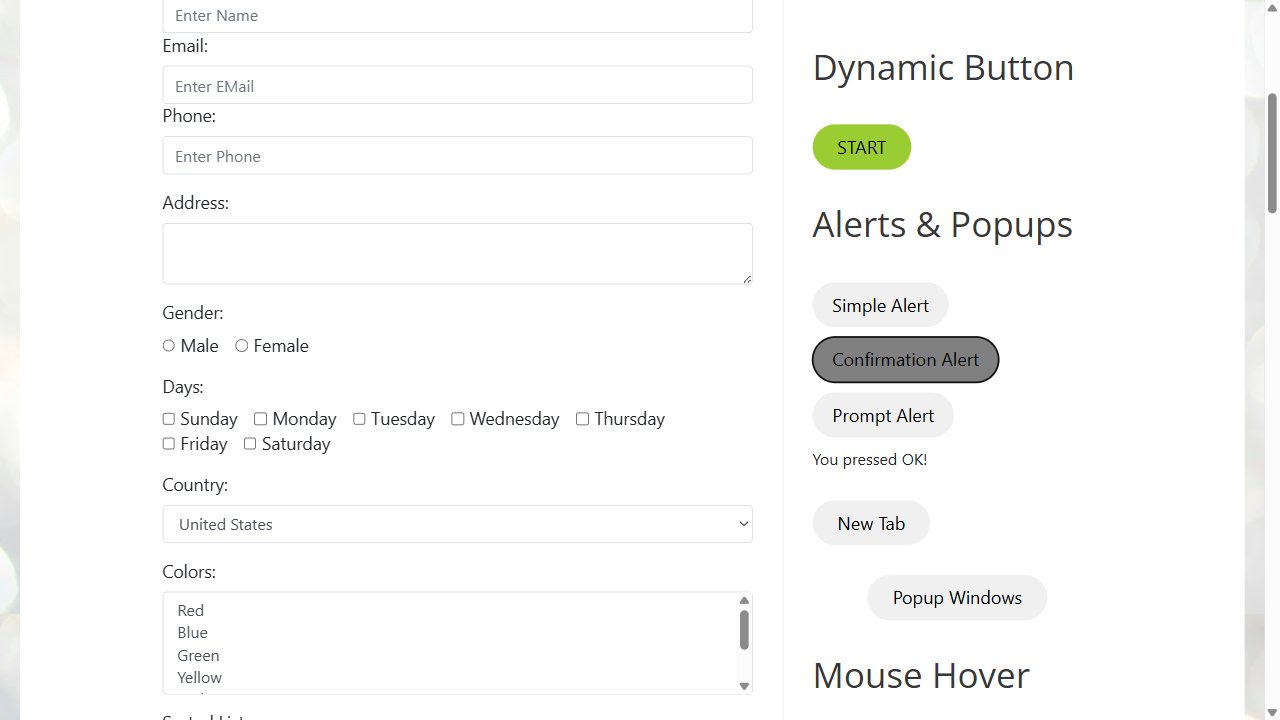 Enter Name
Email:
Enter EMail
Phone:
Enter Phone
Address:
Gender:
Male Female
Days:
Sunday Monday Tuesday Wednesday Thursday
Friday Saturday
Country:
United States
Colors:
Red
Blue
Green
Yellow
Dynamic Button
START
Alerts & Popups
Simple Alert
Confirmation Alert
Prompt Alert
You pressed OK!
New Tab
Popup Windows
Mouse Hover